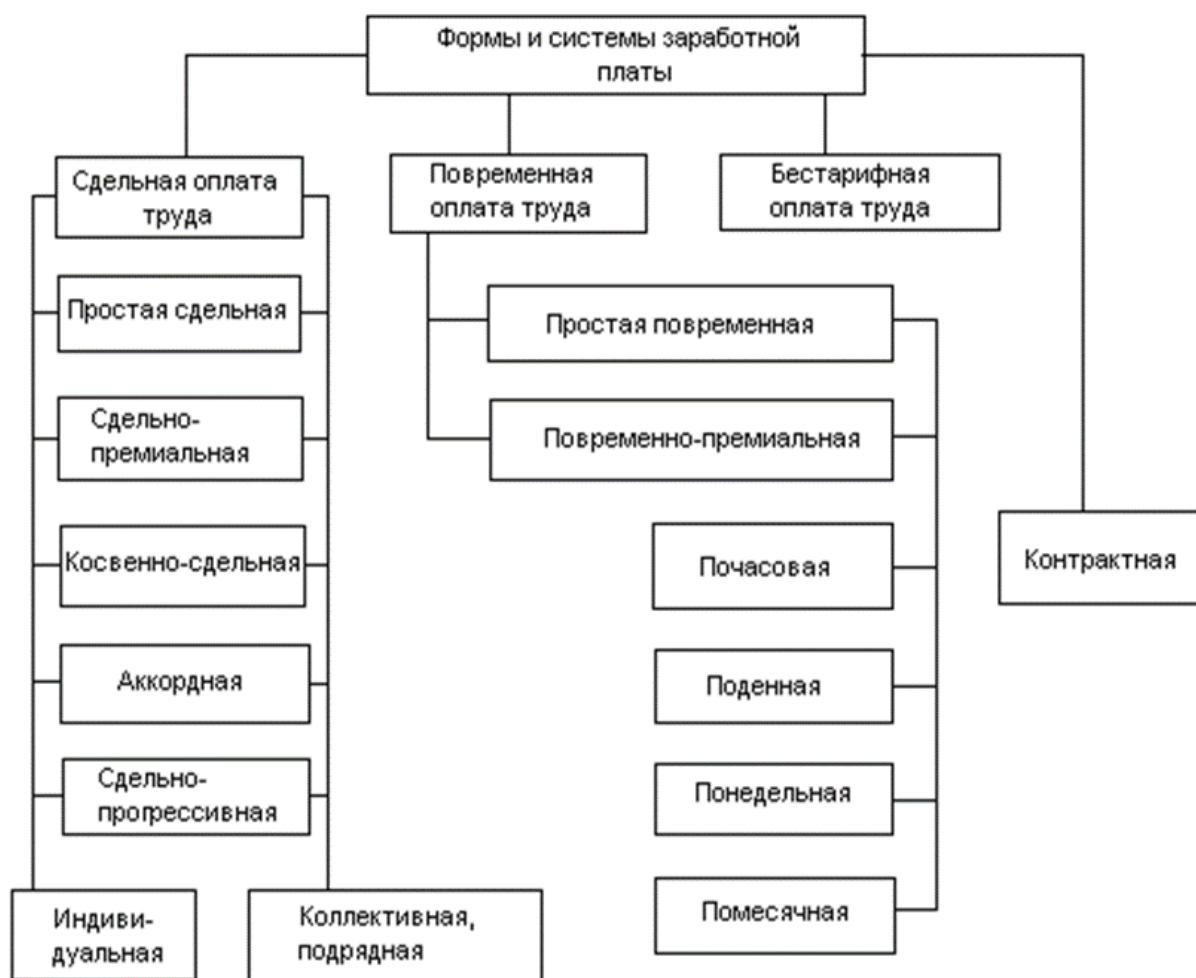 Формы и системы заработной
платы
Сдельная оплата
труда
Повременная
оплата труда
Бестарифная
оплата труда
Простая сдельная
Простая повременная
Сдельно-
премиальная
Повременно-премиальная
Косвенно-сдельная
Почасовая
Контрактная
Аккордная
Поденная
Сдельно-
прогрессивная
Понедельная
Индиви-
дуальная
Коллективная,
подрядная
Помесячная